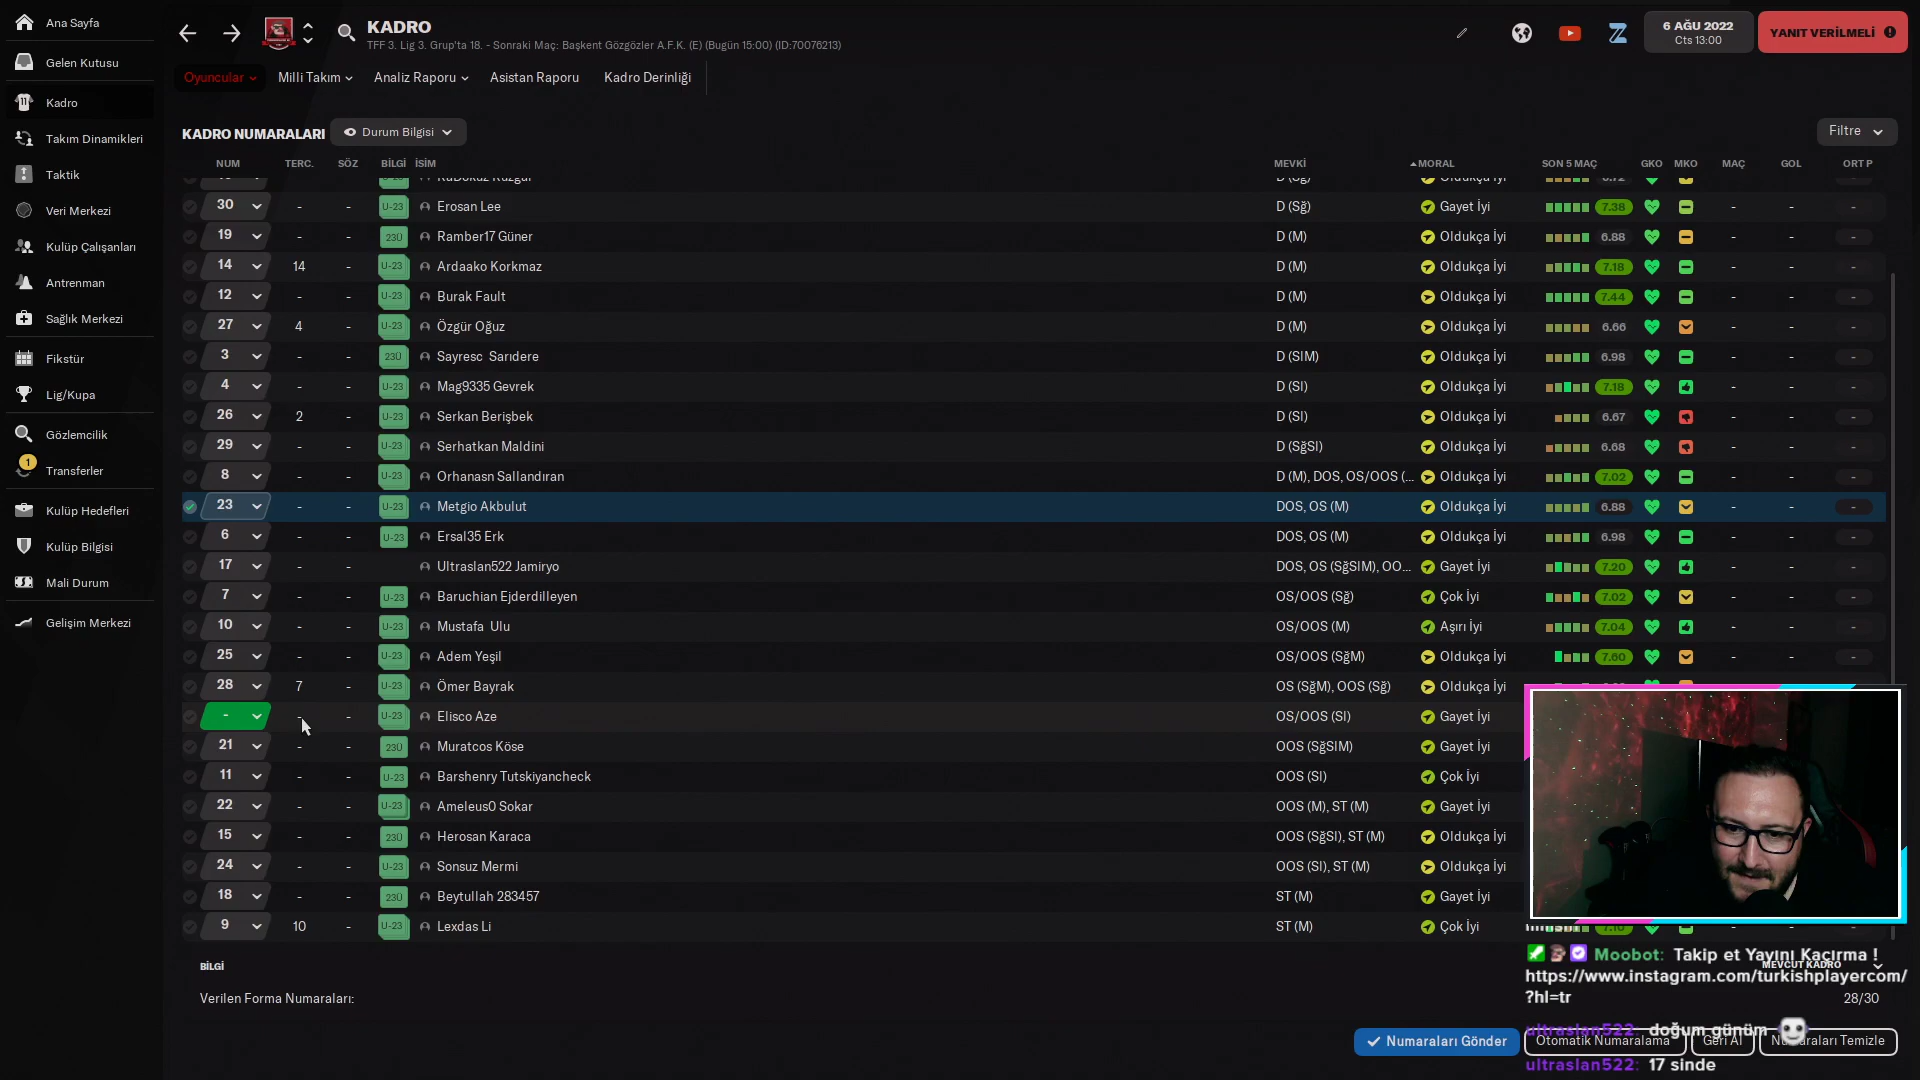 Ana Sayfa
Gelen Kutusu
Kadro
Takım Dinamikleri
Taktik
Veri Merkezi
Kulüp Çalışanları
Antrenman
Sağlık Merkezi
Fikstür
Lig/Kupa
Gözlemcilik
1
Transferler
Kulüp Hedefleri
Kulüp Bilgisi
Mali Durum
Gelişim Merkezi
KADRO
TFF 3. Lig 3. Grup'ta 18. - Sonraki Maç: Başkent Gözgözler A.F.K. (E) (Bugün 15:00) (ID:70076213)
6 AĞU 2022
Cts 13:00
YANIT VERİLMELİ
Oyuncular Milli Takım Analiz Raporu Asistan Raporu Kadro Derinliği
KADRO NUMARALARI Durum Bilgisi Filtre
NUM TERC. SÖZ BİLGİ İSİM MEVKİ MORAL SON 5 MAÇ GKO MKO MAÇ GOL ORT P
30 - - U-23 Erosan Lee D (Sğ) Gayet İyi 7.38 - - -
19 - - 23Ü Ramber17 Güner D (M) Oldukça İyi 6.88 - - -
14 14 - U-23 Ardaako Korkmaz D (M) Oldukça İyi 7.18 - - -
12 - - U-23 Burak Fault D (M) Oldukça İyi 7.44 - - -
27 4 - U-23 Özgür Oğuz D (M) Oldukça İyi 6.66 - - -
3 - - 23Ü Sayresc Sarıdere D (SlM) Oldukça İyi 6.98 - - -
4 - - U-23 Mag9335 Gevrek D (Sl) Oldukça İyi 7.18 - - -
26 2 - U-23 Serkan Berişbek D (Sl) Oldukça İyi 6.67 - - -
29 - - U-23 Serhatkan Maldini D (SğSl) Oldukça İyi 6.68 - - -
8 - - U-23 Orhanasn Sallandıran D (M), DOS, OS/OOS (... Oldukça İyi 7.02 - - -
23 - - U-23 Metgio Akbulut DOS, OS (M) Oldukça İyi 6.88 - - -
6 - - U-23 Ersal35 Erk DOS, OS (M) Oldukça İyi 6.98 - - -
17 - - Ultraslan522 Jamiryo DOS, OS (SğSlM), OO... Gayet İyi 7.20 - - -
7 - - U-23 Baruchian Ejderdilleyen OS/OOS (Sğ) Çok İyi 7.02 - - -
10 - - U-23 Mustafa Ulu OS/OOS (M) Aşırı İyi 7.04 - - -
25 - - U-23 Adem Yeşil OS/OOS (SğM) Oldukça İyi 7.60 - - -
28 7 - U-23 Ömer Bayrak OS (SğM), OOS (Sğ) Oldukça İyi
- - - U-23 Elisco Aze OS/OOS (Sl) Gayet İyi
21 - - 23Ü Muratcos Köse OOS (SğSlM) Gayet İyi
11 - - U-23 Barshenry Tutskiyancheck OOS (Sl) Çok İyi
22 - - U-23 Ameleus0 Sokar OOS (M), ST (M) Gayet İyi
15 - - 23Ü Herosan Karaca OOS (SğSl), ST (M) Oldukça İyi
24 - - U-23 Sonsuz Mermi OOS (Sl), ST (M) Oldukça İyi
18 - - 23Ü Beytullah 283457 ST (M) Gayet İyi
9 10 - U-23 Lexdas Li ST (M) Çok İyi 7.10
BİLGİ
Verilen Forma Numaraları:
MEVCUT KADRO
28/30
Moobot: Takip et Yayını Kaçırma !
https://www.instagram.com/turkishplayercom/
?hl=tr
ultraslan522: doğum günüm
ultraslan522: 17 sinde
Numaraları Gönder Otomatik Numaralama Geri Al Numaraları Temizle